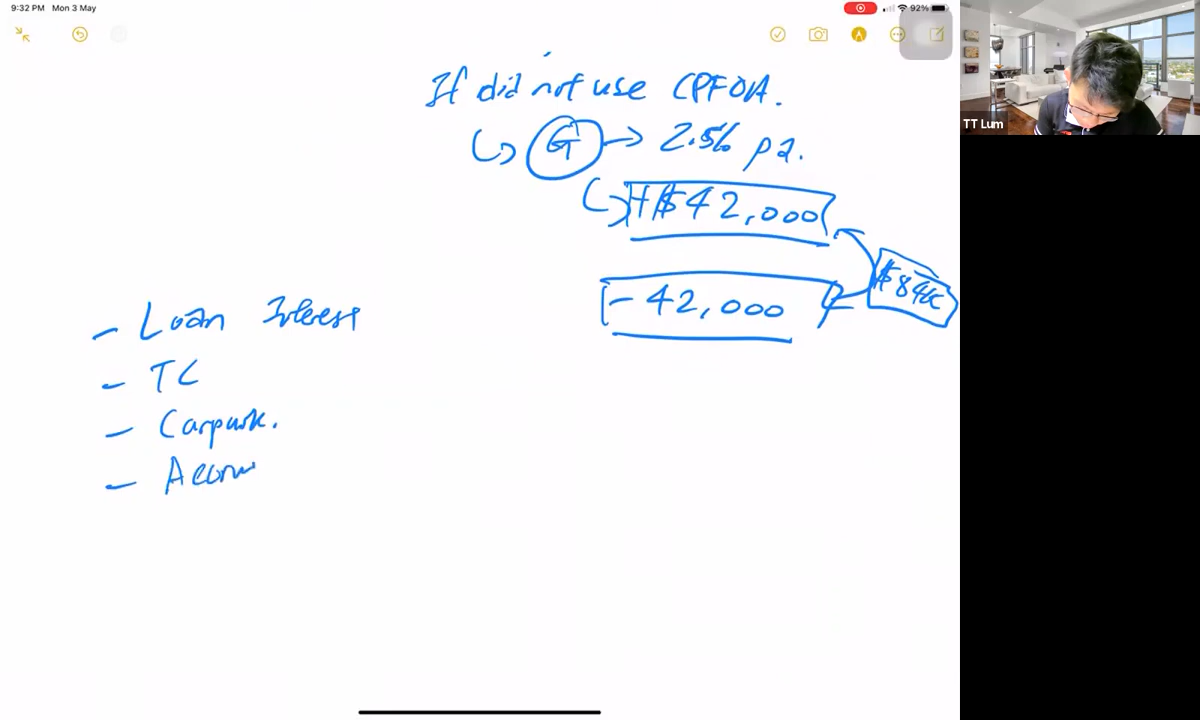 9:32 PM Mon 3 May
92%
If did not use CPFOA.
G → 2.5% pa.
+$42,000
- 42,000
$84k
- Loan Interest
- TC
- Carpark.
-
TT Lum